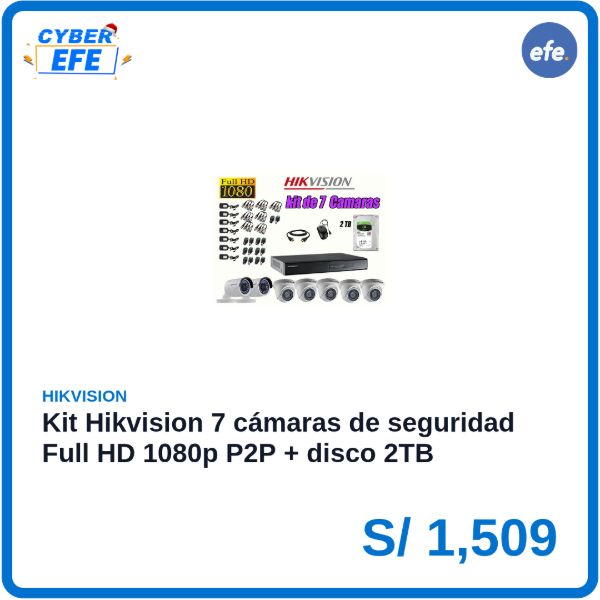 CYBER
EFE
efe.
Full HD
1080
HIKVISION
kit de 7 Camaras
2 TB
HIKVISION
Kit Hikvision 7 cámaras de seguridad
Full HD 1080p P2P + disco 2TB
S/ 1,509